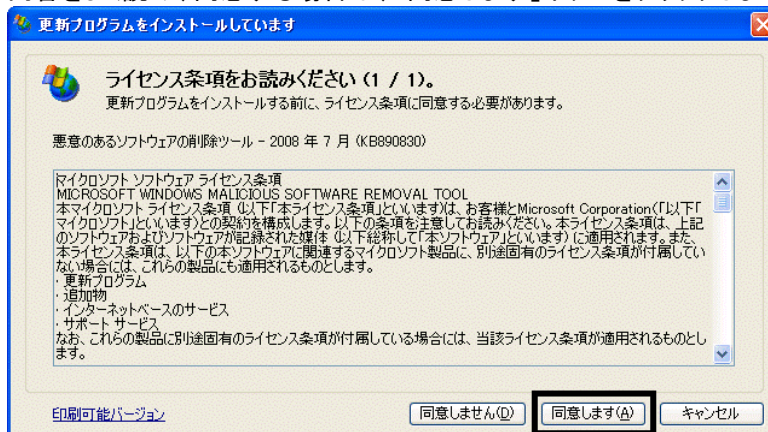 更新プログラムをインストールしています
ライセンス条項をお読みください (1 / 1)。
更新プログラムをインストールする前に、ライセンス条項に同意する必要があります。
悪意のあるソフトウェアの削除ツール - 2008 年 7 月 (KB890830)
マイクロソフト ソフトウェア ライセンス条項
MICROSOFT WINDOWS MALICIOUS SOFTWARE REMOVAL TOOL
本マイクロソフト ライセンス条項 (以下「本ライセンス条項」といいます)は、お客様とMicrosoft Corporation(「以下「
マイクロソフト」といいます)との契約を構成します。以下の条項を注意してお読みください。本ライセンス条項は、上記
のソフトウェアおよびソフトウェアが記録された媒体 (以下総称して「本ソフトウェア」といいます) に適用されます。また、
本ライセンス条項は、以下の本ソフトウェアに関連するマイクロソフト製品に、別途固有のライセンス条項が付属してい
ない場合には、これらの製品にも適用されるものとします。
・更新プログラム
・追加物
・インターネットベースのサービス
・サポート サービス
なお、これらの製品に別途固有のライセンス条項が付属している場合には、当該ライセンス条項が適用されるものとし
ます。
印刷可能バージョン
同意しません(D)
同意します(A)
キャンセル